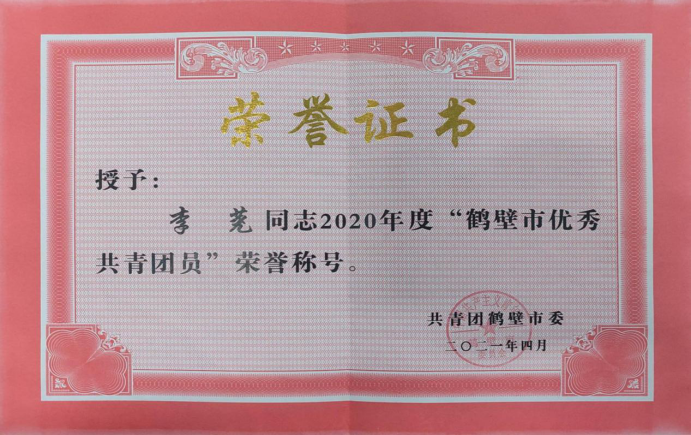 荣誉证书
授予：
李 莞 同志2020年度“鹤壁市优秀
共青团员”荣誉称号。
共青团鹤壁市委
二〇二一年四月